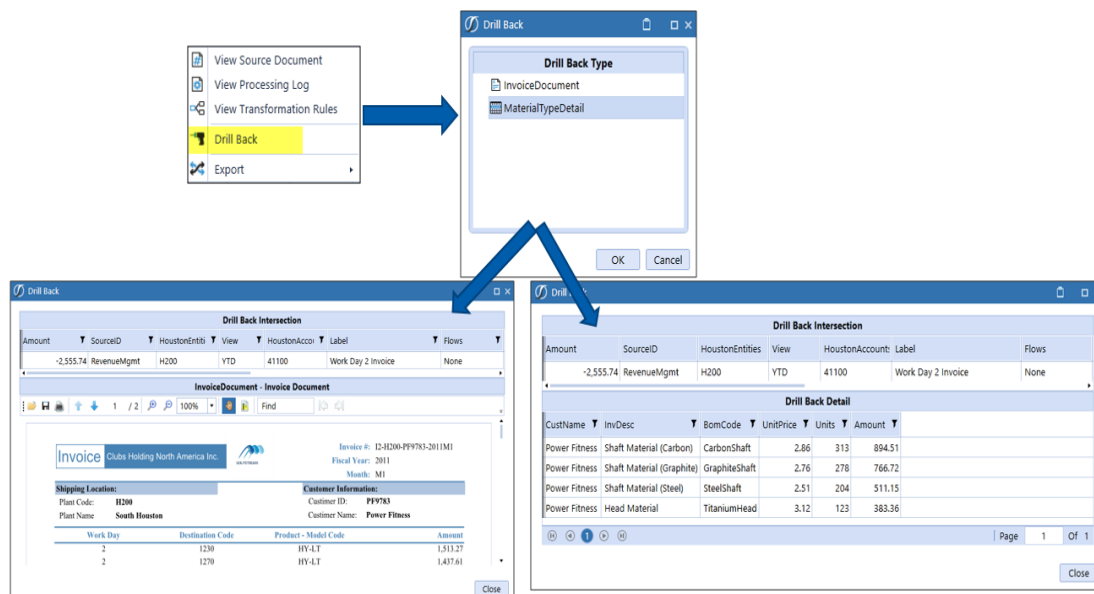 View Source Document
View Processing Log
View Transformation Rules
Drill Back
Export
Drill Back
Drill Back Type
InvoiceDocument
MaterialTypeDetail
OK Cancel
Drill Back
Drill Back Intersection
Amount SourceID HoustonEntiti View HoustonAccou Label Flows
-2,555.74 RevenueMgmt H200 YTD 41100 Work Day 2 Invoice None
InvoiceDocument - Invoice Document
1 / 2 100% Find
Invoice Clubs Holding North America Inc.
Invoice #: I2-H200-PF9783-2011M1
Fiscal Year: 2011
Month: M1
Shipping Location: Customer Information:
Plant Code: H200 Custimer ID: PF9783
Plant Name South Houston Custimer Name: Power Fitness
Work Day Destination Code Product - Model Code Amount
2 1230 HY-LT 1,513.27
2 1270 HY-LT 1,437.61
Close
Drill Back Intersection
Amount SourceID HoustonEntities View HoustonAccount: Label Flows
-2,555.74 RevenueMgmt H200 YTD 41100 Work Day 2 Invoice None
Drill Back Detail
CustName InvDesc BomCode UnitPrice Units Amount
Power Fitness Shaft Material (Carbon) CarbonShaft 2.86 313 894.51
Power Fitness Shaft Material (Graphite) GraphiteShaft 2.76 278 766.72
Power Fitness Shaft Material (Steel) SteelShaft 2.51 204 511.15
Power Fitness Head Material TitaniumHead 3.12 123 383.36
1 Page 1 Of 1
Close